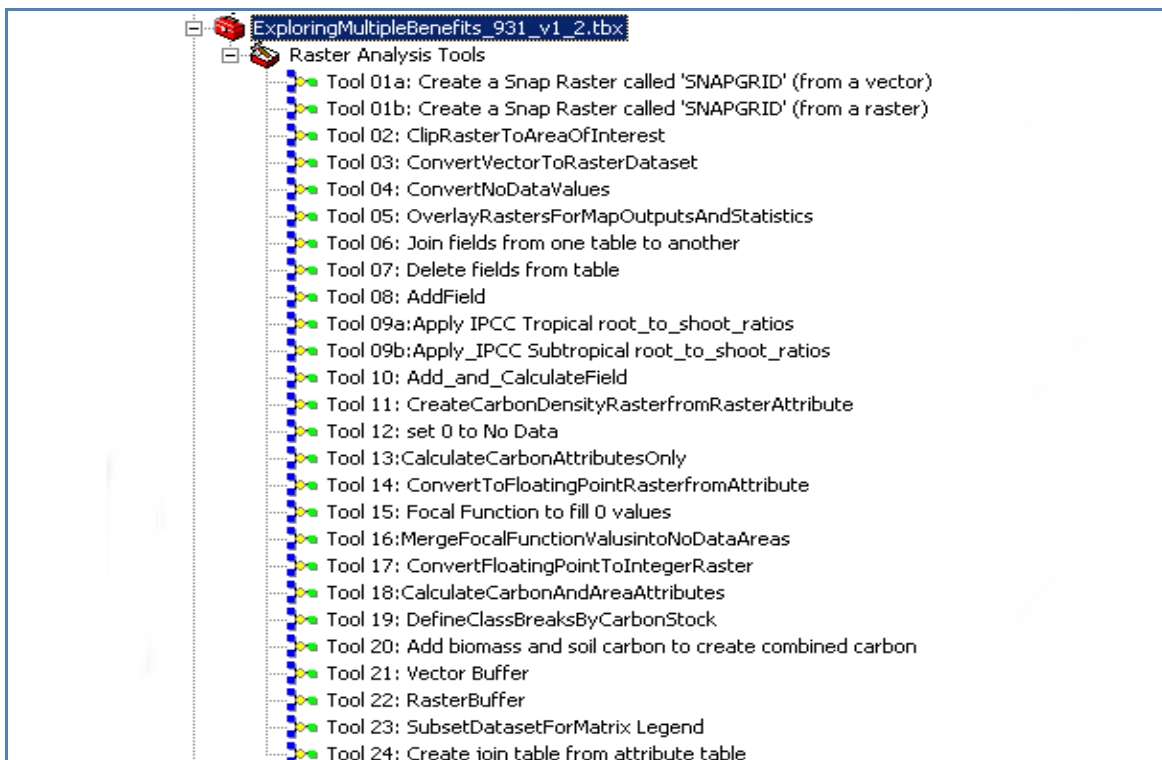 ExploringMultipleBenefits_931_v1_2.tbx
Raster Analysis Tools
Tool 01a: Create a Snap Raster called 'SNAPGRID' (from a vector)
Tool 01b: Create a Snap Raster called 'SNAPGRID' (from a raster)
Tool 02: ClipRasterToAreaOfInterest
Tool 03: ConvertVectorToRasterDataset
Tool 04: ConvertNoDataValues
Tool 05: OverlayRastersForMapOutputsAndStatistics
Tool 06: Join fields from one table to another
Tool 07: Delete fields from table
Tool 08: AddField
Tool 09a:Apply IPCC Tropical root_to_shoot_ratios
Tool 09b:Apply_IPCC Subtropical root_to_shoot_ratios
Tool 10: Add_and_CalculateField
Tool 11: CreateCarbonDensityRasterfromRasterAttribute
Tool 12: set 0 to No Data
Tool 13:CalculateCarbonAttributesOnly
Tool 14: ConvertToFloatingPointRasterfromAttribute
Tool 15: Focal Function to fill 0 values
Tool 16:MergeFocalFunctionValusintoNoDataAreas
Tool 17: ConvertFloatingPointToIntegerRaster
Tool 18:CalculateCarbonAndAreaAttributes
Tool 19: DefineClassBreaksByCarbonStock
Tool 20: Add biomass and soil carbon to create combined carbon
Tool 21: Vector Buffer
Tool 22: RasterBuffer
Tool 23: SubsetDatasetForMatrix Legend
Tool 24: Create join table from attribute table